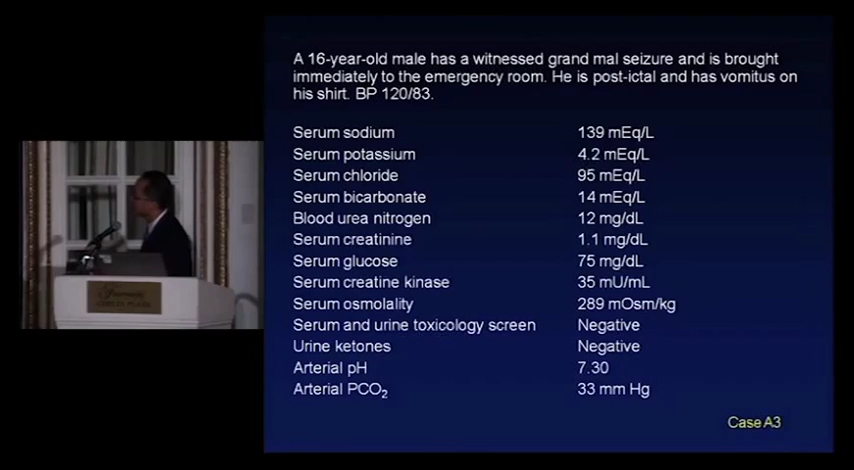 A 16-year-old male has a witnessed grand mal seizure and is brought
immediately to the emergency room. He is post-ictal and has vomitus on
his shirt. BP 120/83.
Serum sodium 139 mEq/L
Serum potassium 4.2 mEq/L
Serum chloride 95 mEq/L
Serum bicarbonate 14 mEq/L
Blood urea nitrogen 12 mg/dL
Serum creatinine 1.1 mg/dL
Serum glucose 75 mg/dL
Serum creatine kinase 35 mU/mL
Serum osmolality 289 mOsm/kg
Serum and urine toxicology screen Negative
Urine ketones Negative
Arterial pH 7.30
Arterial PCO₂ 33 mm Hg
Case A3